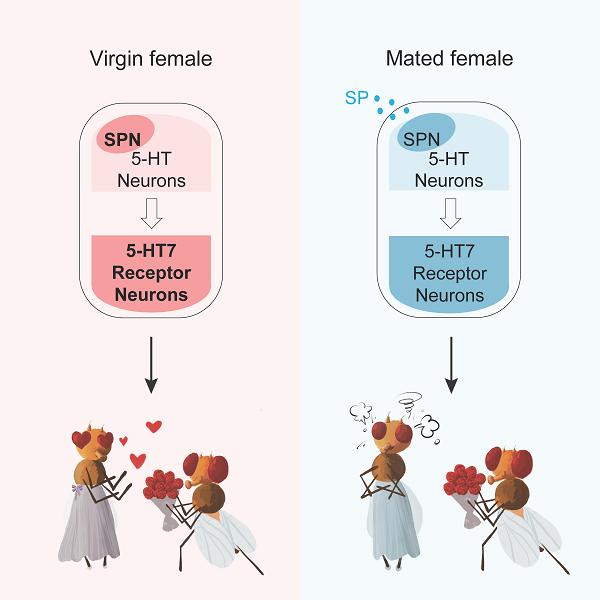 Virgin female
SPN
5-HT
Neurons
5-HT7
Receptor
Neurons
Mated female
SP
SPN
5-HT
Neurons
5-HT7
Receptor
Neurons